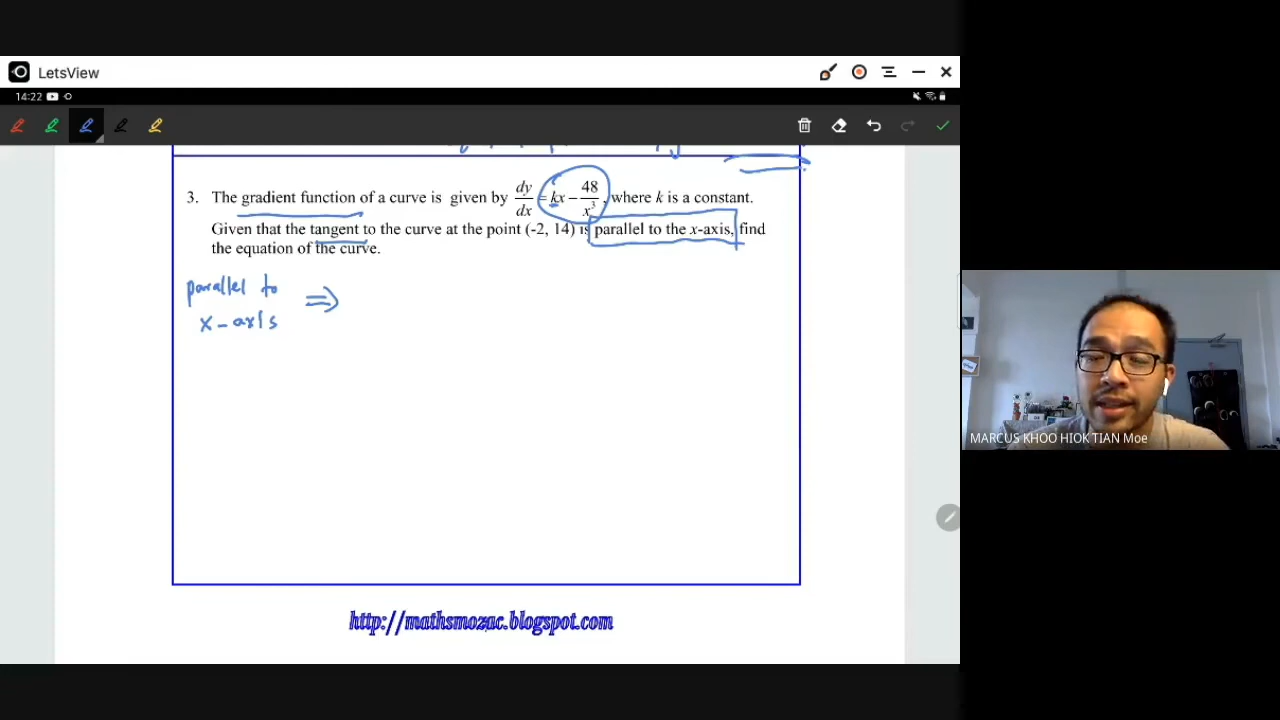 LetsView
14:22
3. The gradient function of a curve is given by dy/dx = kx − 48/x³, where k is a constant.
Given that the tangent to the curve at the point (-2, 14) is parallel to the x-axis, find
the equation of the curve.
parallel to
x-axis ⇒
http://mathsmozac.blogspot.com
MARCUS KHOO HIOK TIAN Moe